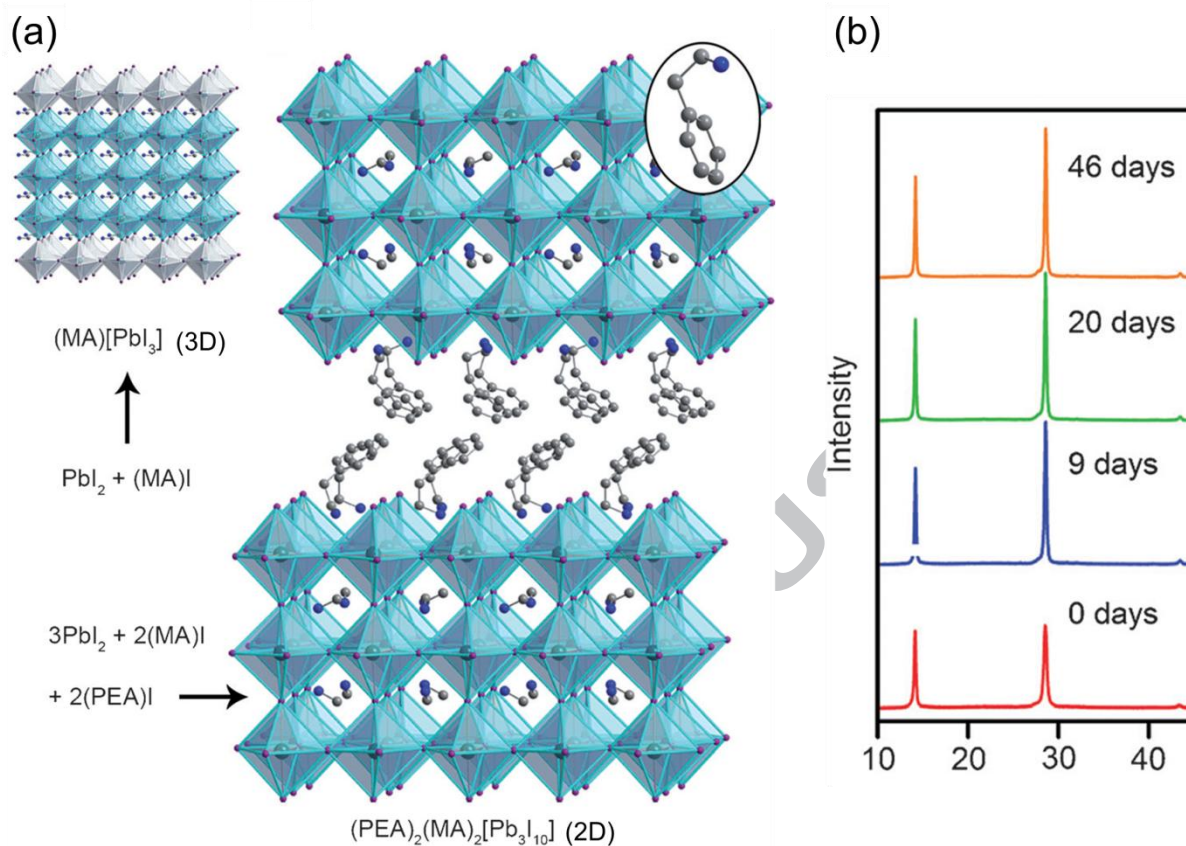 (a)
(MA)[PbI₃] (3D)
PbI₂ + (MA)I
3PbI₂ + 2(MA)I
+ 2(PEA)I
(PEA)₂(MA)₂[Pb₃I₁₀] (2D)
(b)
Intensity
46 days
20 days
9 days
0 days
10 20 30 40